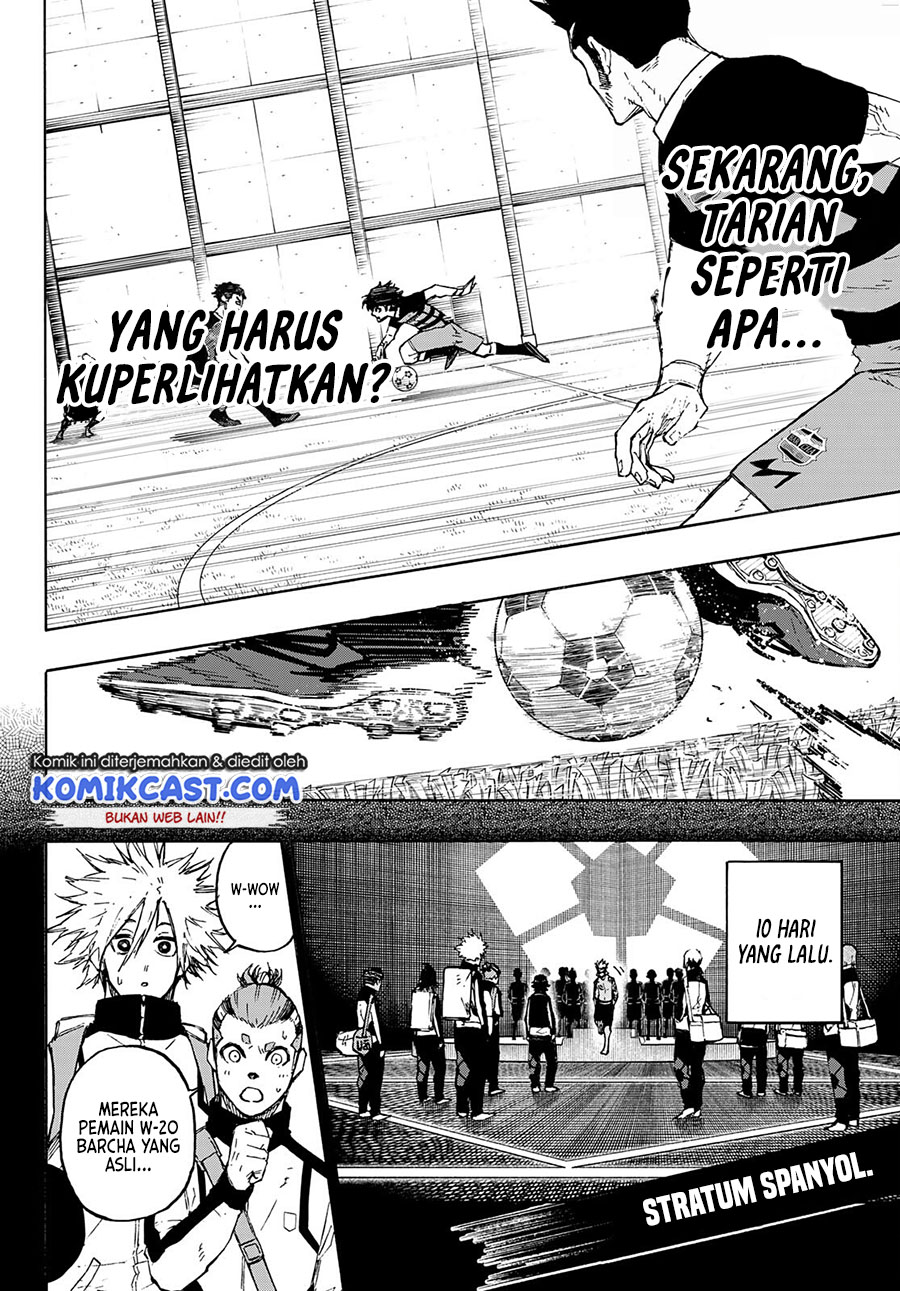 SEKARANG,
TARIAN
SEPERTI
APA...
YANG HARUS
KUPERLIHATKAN?
Komik ini diterjemahkan & diedit oleh
KOMIKCAST.COM
BUKAN WEB LAIN!!
10 HARI
YANG LALU.
STRATUM SPANYOL.
W-WOW
...
MEREKA
PEMAIN W-20
BARCHA YANG
ASLI...